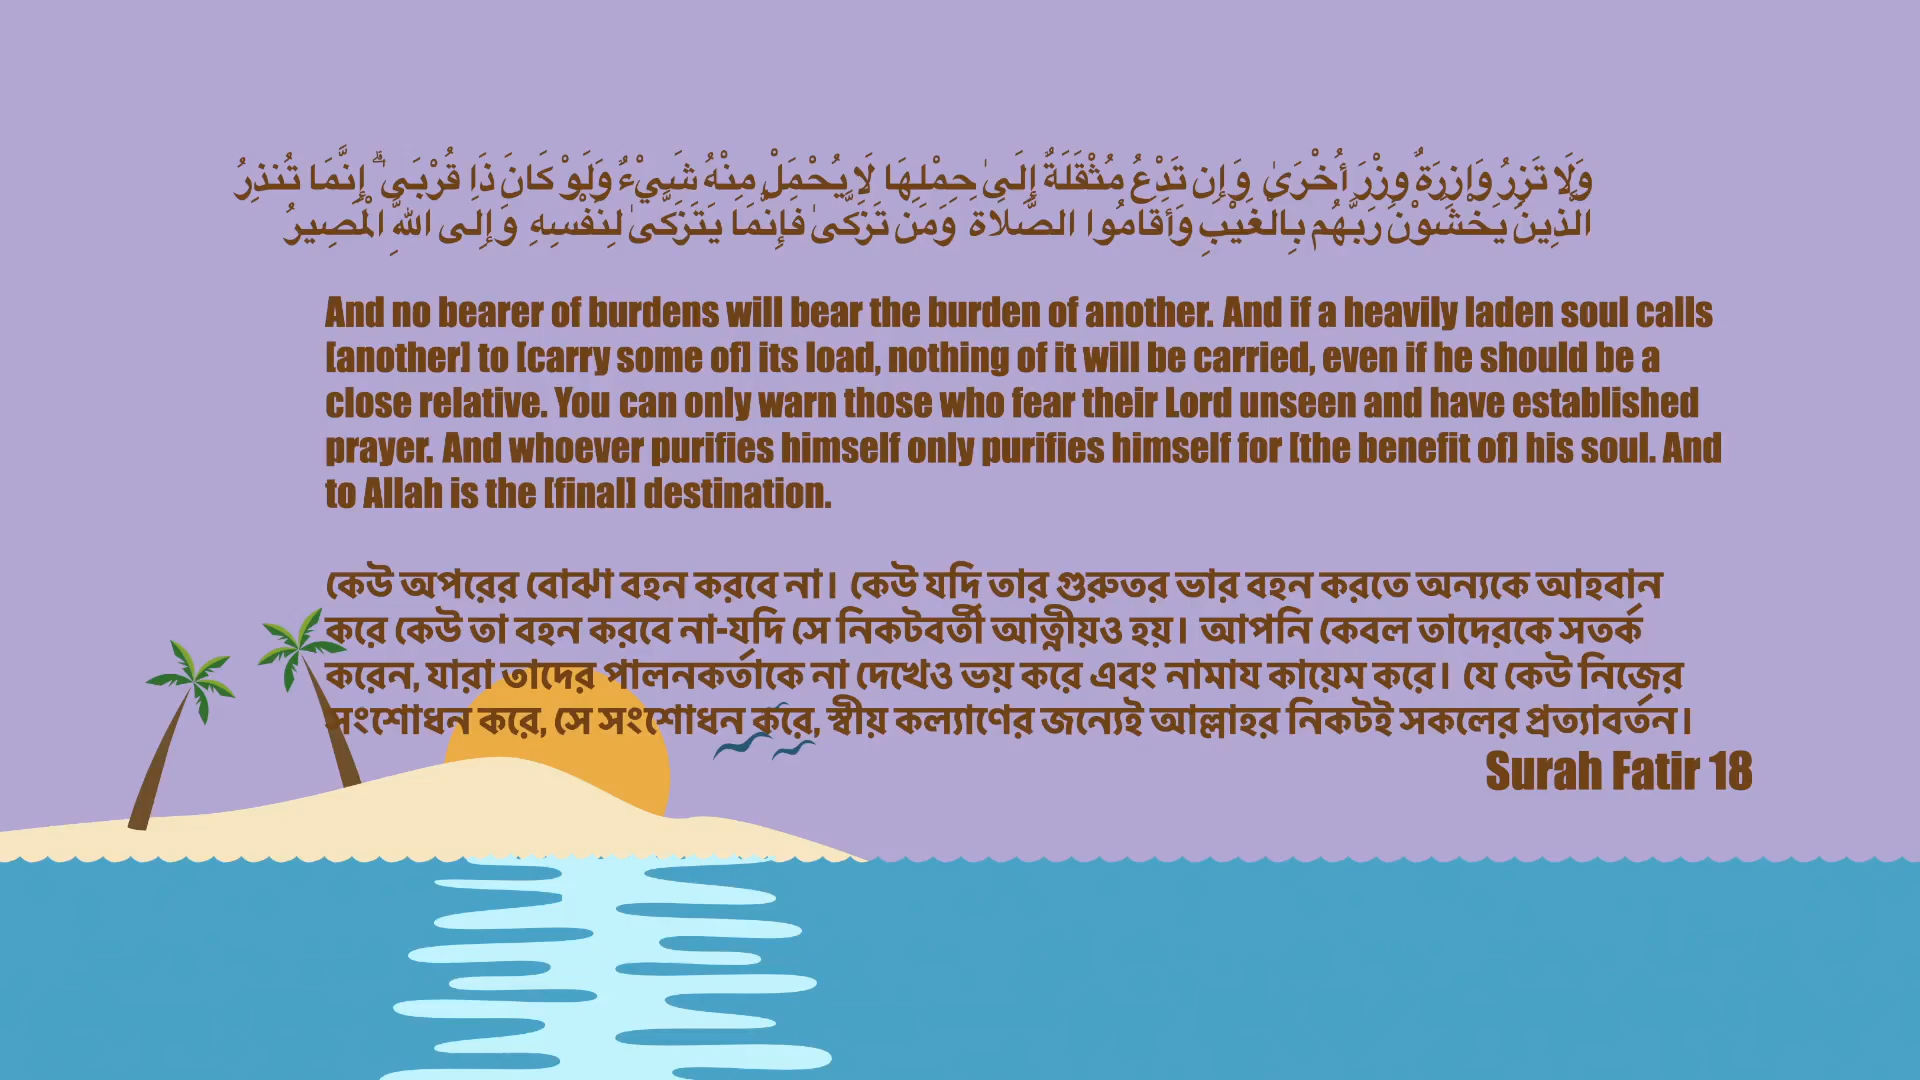 وَلَا تَزِرُ وَازِرَةٌ وِزْرَ أُخْرَىٰ ۚ وَإِن تَدْعُ مُثْقَلَةٌ إِلَىٰ حِمْلِهَا لَا يُحْمَلْ مِنْهُ شَيْءٌ وَلَوْ كَانَ ذَا قُرْبَىٰ ۗ إِنَّمَا تُنذِرُ
الَّذِينَ يَخْشَوْنَ رَبَّهُم بِالْغَيْبِ وَأَقَامُوا الصَّلَاةَ ۚ وَمَن تَزَكَّىٰ فَإِنَّمَا يَتَزَكَّىٰ لِنَفْسِهِ ۚ وَإِلَى اللَّهِ الْمَصِيرُ
And no bearer of burdens will bear the burden of another. And if a heavily laden soul calls
[another] to [carry some of] its load, nothing of it will be carried, even if he should be a
close relative. You can only warn those who fear their Lord unseen and have established
prayer. And whoever purifies himself only purifies himself for [the benefit of] his soul. And
to Allah is the [final] destination.
কেউ অপরের বোঝা বহন করবে না। কেউ যদি তার গুরুতর ভার বহন করতে অন্যকে আহবান
করে কেউ তা বহন করবে না-যদি সে নিকটবর্তী আত্নীয়ও হয়। আপনি কেবল তাদেরকে সতর্ক
করেন, যারা তাদের পালনকর্তাকে না দেখেও ভয় করে এবং নামায কায়েম করে। যে কেউ নিজের
সংশোধন করে, সে সংশোধন করে, স্বীয় কল্যাণের জন্যেই আল্লাহর নিকটই সকলের প্রত্যাবর্তন।
Surah Fatir 18